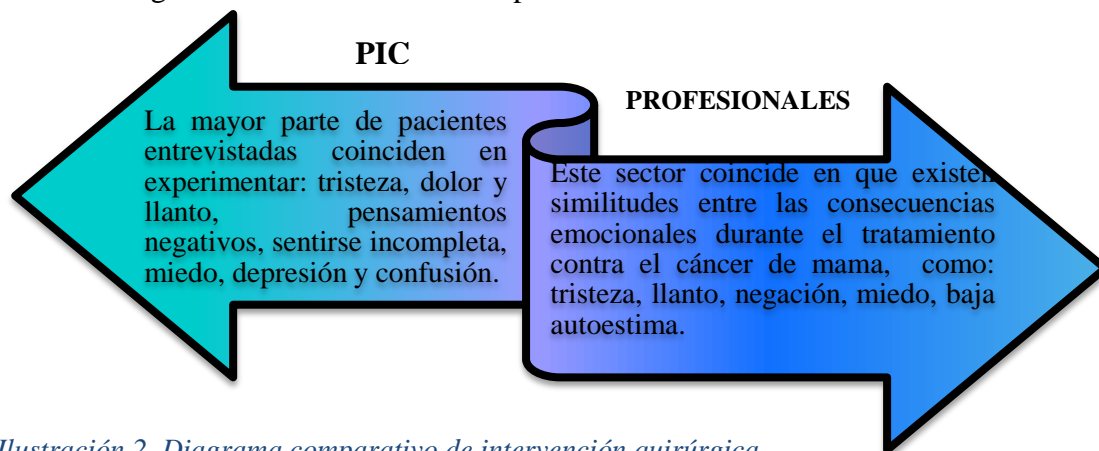 PIC
La mayor parte de pacientes
entrevistadas coinciden en
experimentar: tristeza, dolor y
llanto, pensamientos
negativos, sentirse incompleta,
miedo, depresión y confusión.
PROFESIONALES
Este sector coincide en que existen
similitudes entre las consecuencias
emocionales durante el tratamiento
contra el cáncer de mama, como:
tristeza, llanto, negación, miedo, baja
autoestima.
Ilustración 2. Diagrama comparativo de intervención quirúrgica